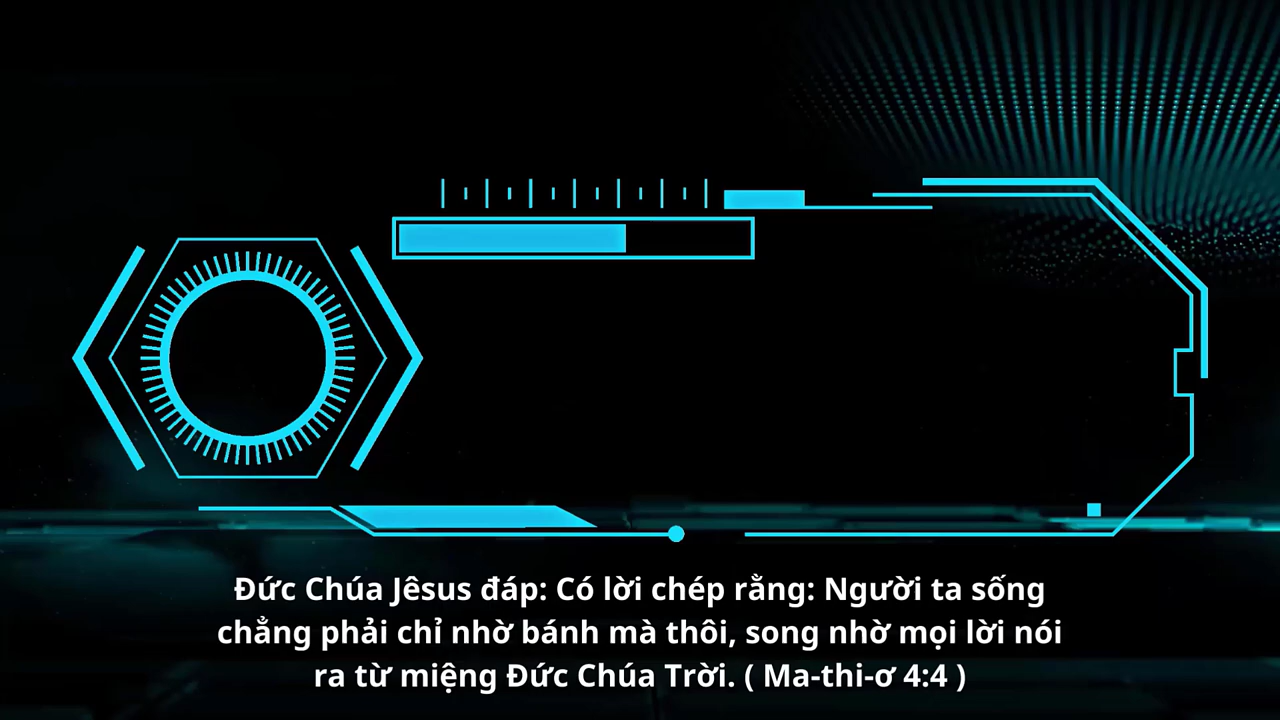 Đức Chúa Jêsus đáp: Có lời chép rằng: Người ta sống
chẳng phải chỉ nhờ bánh mà thôi, song nhờ mọi lời nói
ra từ miệng Đức Chúa Trời. ( Ma-thi-ơ 4:4 )